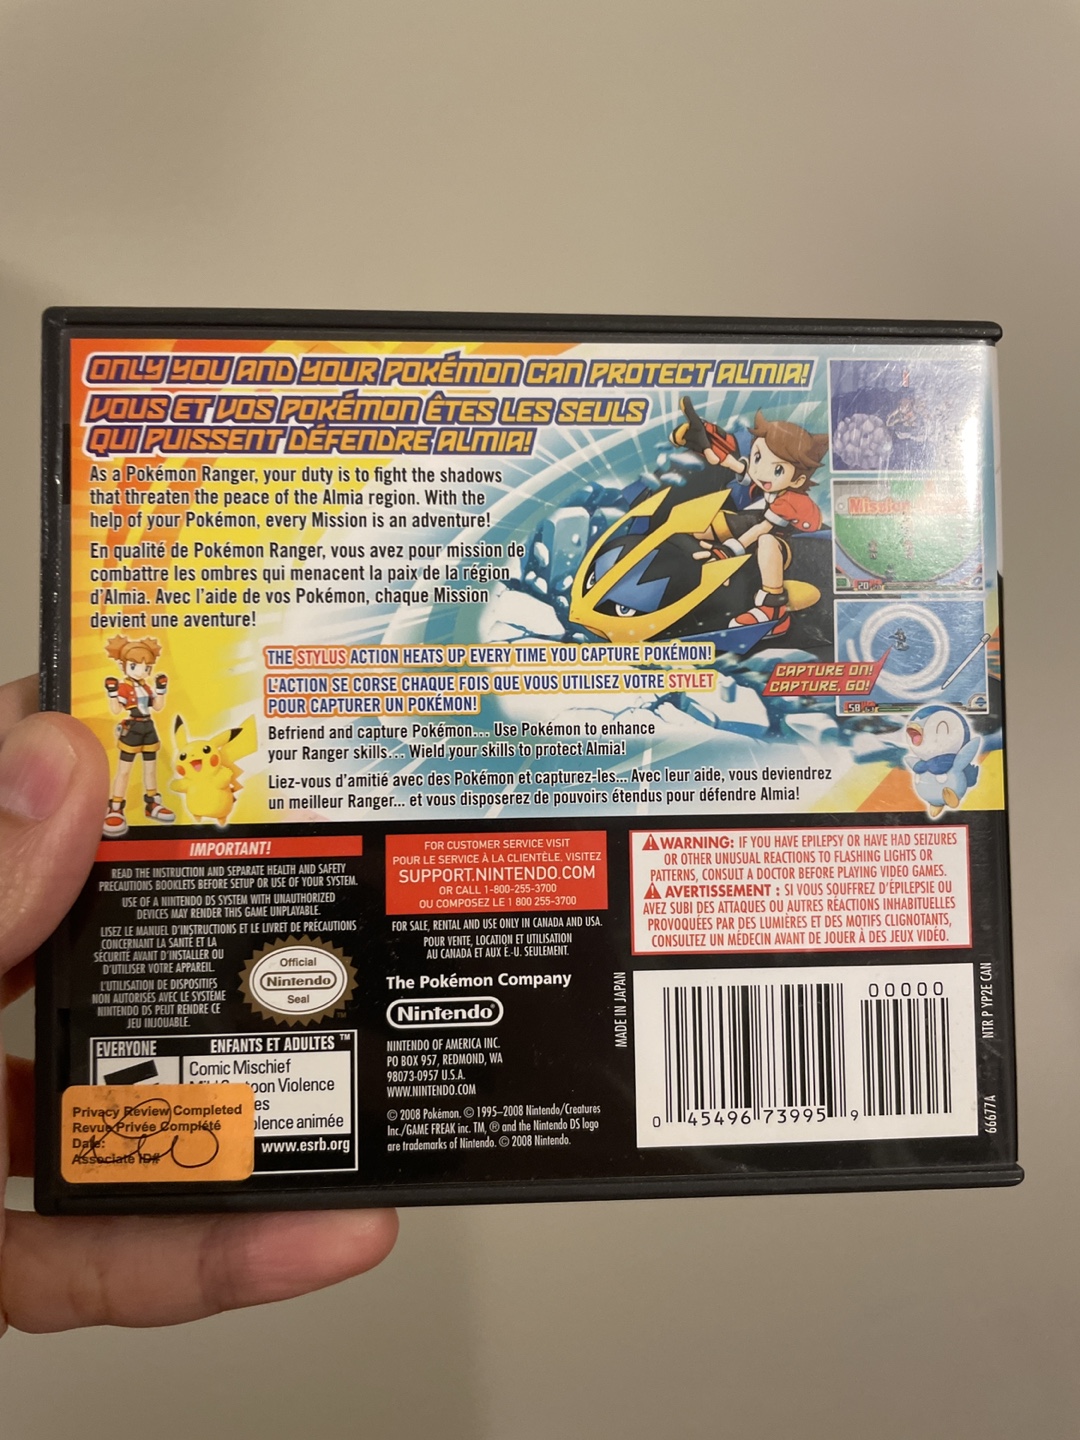 ONLY YOU AND YOUR POKÉMON CAN PROTECT ALMIA!
VOUS ET VOS POKÉMON ÊTES LES SEULS
QUI PUISSENT DÉFENDRE ALMIA!
As a Pokémon Ranger, your duty is to fight the shadows
that threaten the peace of the Almia region. With the
help of your Pokémon, every Mission is an adventure!
En qualité de Pokémon Ranger, vous avez pour mission de
combattre les ombres qui menacent la paix de la région
d'Almia. Avec l'aide de vos Pokémon, chaque Mission
devient une aventure!
Mission
20
THE STYLUS ACTION HEATS UP EVERY TIME YOU CAPTURE POKÉMON!
L'ACTION SE CORSE CHAQUE FOIS QUE VOUS UTILISEZ VOTRE STYLET
POUR CAPTURER UN POKÉMON!
CAPTURE ON!
CAPTURE, GO!
58
Befriend and capture Pokémon... Use Pokémon to enhance
your Ranger skills... Wield your skills to protect Almia!
Liez-vous d'amitié avec des Pokémon et capturez-les... Avec leur aide, vous deviendrez
un meilleur Ranger... et vous disposerez de pouvoirs étendus pour défendre Almia!
IMPORTANT!
READ THE INSTRUCTION AND SEPARATE HEALTH AND SAFETY
PRECAUTIONS BOOKLETS BEFORE SETUP OR USE OF YOUR SYSTEM.
USE OF A NINTENDO DS SYSTEM WITH UNAUTHORIZED
DEVICES MAY RENDER THIS GAME UNPLAYABLE.
LISEZ LE MANUEL D'INSTRUCTIONS ET LE LIVRET DE PRÉCAUTIONS
CONCERNANT LA SANTÉ ET LA
SÉCURITÉ AVANT D'INSTALLER OU
D'UTILISER VOTRE APPAREIL.
L'UTILISATION DE DISPOSITIFS
NON AUTORISÉS AVEC LE SYSTÈME
NINTENDO DS PEUT RENDRE CE
JEU INJOUABLE.
Official
Nintendo
Seal
TM
EVERYONE ENFANTS ET ADULTES ™
Comic Mischief
Mild Cartoon Violence
es
olence animée
www.esrb.org
Privacy Review Completed
Revue Privée Complété
Date:
Associate ID#
FOR CUSTOMER SERVICE VISIT
POUR LE SERVICE À LA CLIENTÈLE, VISITEZ
SUPPORT.NINTENDO.COM
OR CALL 1-800-255-3700
OU COMPOSEZ LE 1 800 255-3700
FOR SALE, RENTAL AND USE ONLY IN CANADA AND USA.
POUR VENTE, LOCATION ET UTILISATION
AU CANADA ET AUX É.-U. SEULEMENT.
The Pokémon Company
Nintendo®
NINTENDO OF AMERICA INC.
PO BOX 957, REDMOND, WA
98073-0957 U.S.A.
WWW.NINTENDO.COM
© 2008 Pokémon. © 1995–2008 Nintendo/Creatures
Inc./GAME FREAK inc. TM, ® and the Nintendo DS logo
are trademarks of Nintendo. © 2008 Nintendo.
WARNING: IF YOU HAVE EPILEPSY OR HAVE HAD SEIZURES
OR OTHER UNUSUAL REACTIONS TO FLASHING LIGHTS OR
PATTERNS, CONSULT A DOCTOR BEFORE PLAYING VIDEO GAMES.
AVERTISSEMENT : SI VOUS SOUFFREZ D'ÉPILEPSIE OU
AVEZ SUBI DES ATTAQUES OU AUTRES RÉACTIONS INHABITUELLES
PROVOQUÉES PAR DES LUMIÈRES ET DES MOTIFS CLIGNOTANTS,
CONSULTEZ UN MÉDECIN AVANT DE JOUER À DES JEUX VIDÉO.
MADE IN JAPAN
00000
0 45496 73995 9
NTR P YP2E CAN
66677A